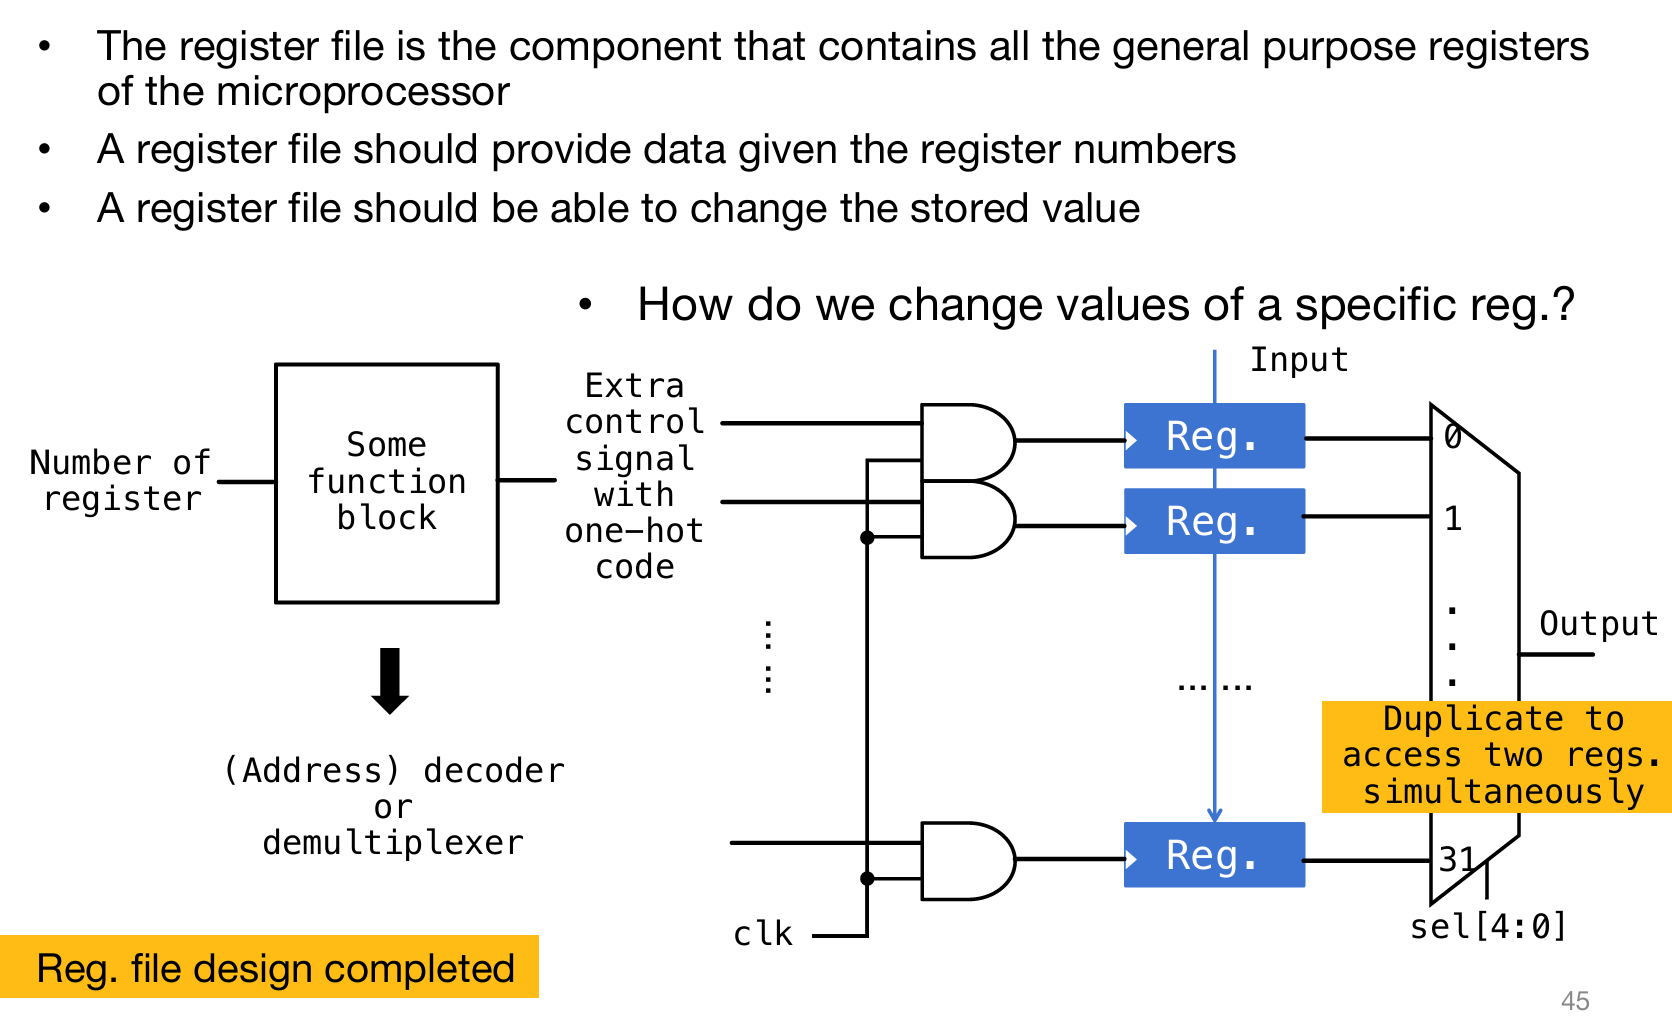 • The register file is the component that contains all the general purpose registers
of the microprocessor
• A register file should provide data given the register numbers
• A register file should be able to change the stored value
• How do we change values of a specific reg.?
Number of
register
Some
function
block
Extra
control
signal
with
one-hot
code
(Address) decoder
or
demultiplexer
Input
Reg.
Reg.
... ...
Reg.
clk
0
1
.
.
.
31
sel[4:0]
Output
Duplicate to
access two regs.
simultaneously
Reg. file design completed
45